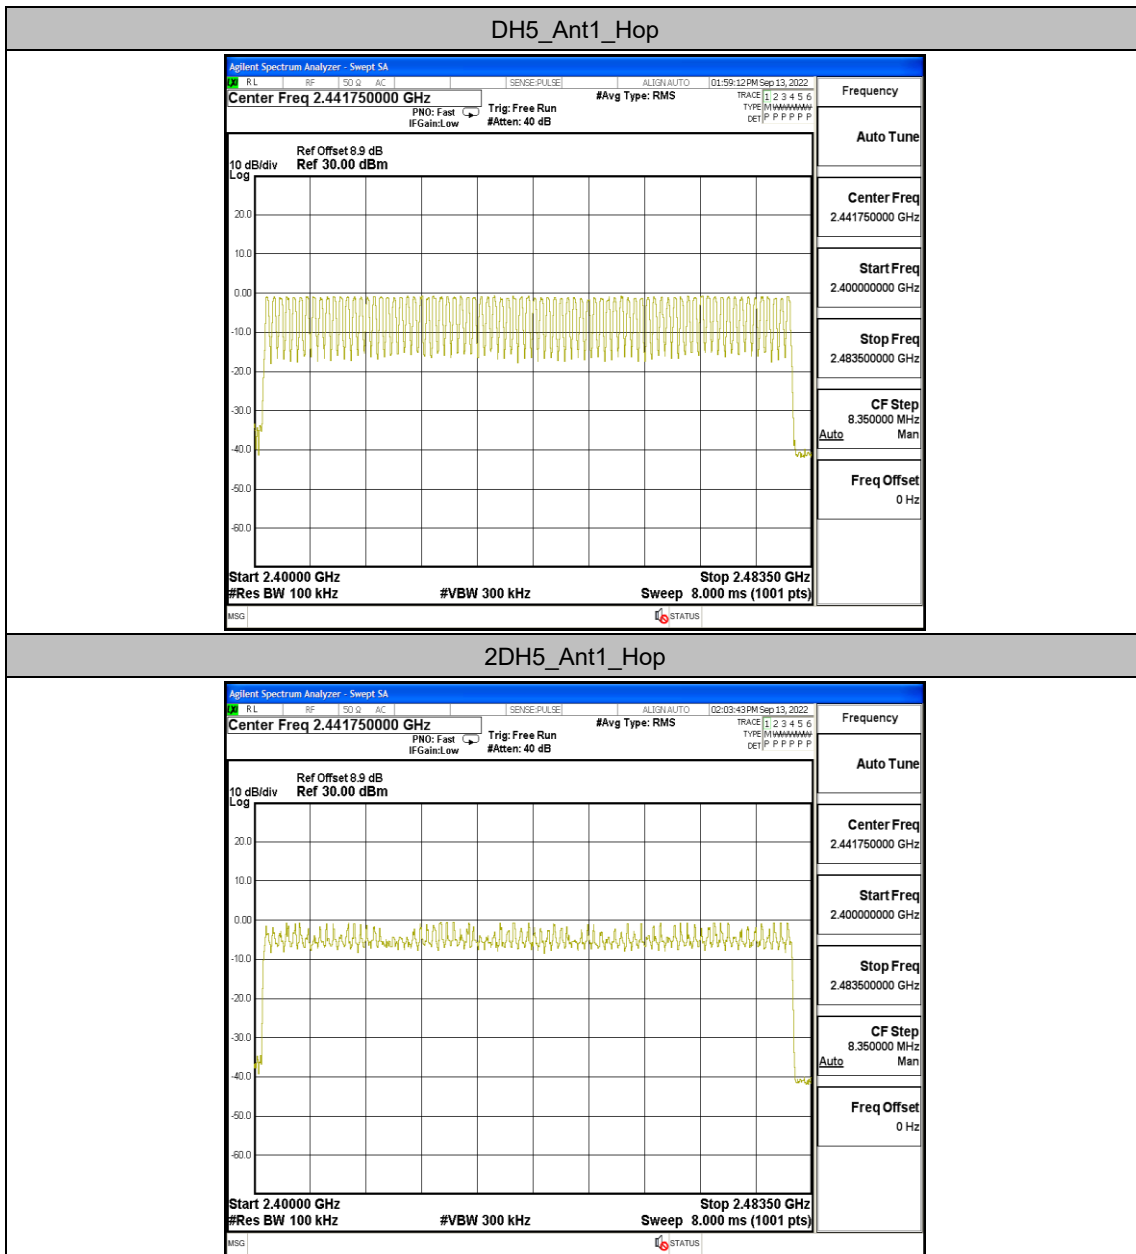 DH5_Ant1_Hop
Agilent Spectrum Analyzer - Swept SA
LXI RL RF 50 Ω AC SENSE:PULSE ALIGNAUTO 01:59:12 PM Sep 13, 2022
Center Freq 2.441750000 GHz #Avg Type: RMS TRACE 1 2 3 4 5 6
PNO: Fast Trig: Free Run TYPE M
IFGain:Low #Atten: 40 dB DET P P P P P P
Ref Offset 8.9 dB
10 dB/div Ref 30.00 dBm
Log
20.0
10.0
0.00
-10.0
-20.0
-30.0
-40.0
-50.0
-60.0
Start 2.40000 GHz Stop 2.48350 GHz
#Res BW 100 kHz #VBW 300 kHz Sweep 8.000 ms (1001 pts)
MSG STATUS
Frequency
Auto Tune
Center Freq
2.441750000 GHz
Start Freq
2.400000000 GHz
Stop Freq
2.483500000 GHz
CF Step
8.350000 MHz
Auto Man
Freq Offset
0 Hz
2DH5_Ant1_Hop
Agilent Spectrum Analyzer - Swept SA
LXI RL RF 50 Ω AC SENSE:PULSE ALIGNAUTO 02:03:43 PM Sep 13, 2022
Center Freq 2.441750000 GHz #Avg Type: RMS TRACE 1 2 3 4 5 6
PNO: Fast Trig: Free Run TYPE M
IFGain:Low #Atten: 40 dB DET P P P P P P
Ref Offset 8.9 dB
10 dB/div Ref 30.00 dBm
Log
20.0
10.0
0.00
-10.0
-20.0
-30.0
-40.0
-50.0
-60.0
Start 2.40000 GHz Stop 2.48350 GHz
#Res BW 100 kHz #VBW 300 kHz Sweep 8.000 ms (1001 pts)
MSG STATUS
Frequency
Auto Tune
Center Freq
2.441750000 GHz
Start Freq
2.400000000 GHz
Stop Freq
2.483500000 GHz
CF Step
8.350000 MHz
Auto Man
Freq Offset
0 Hz